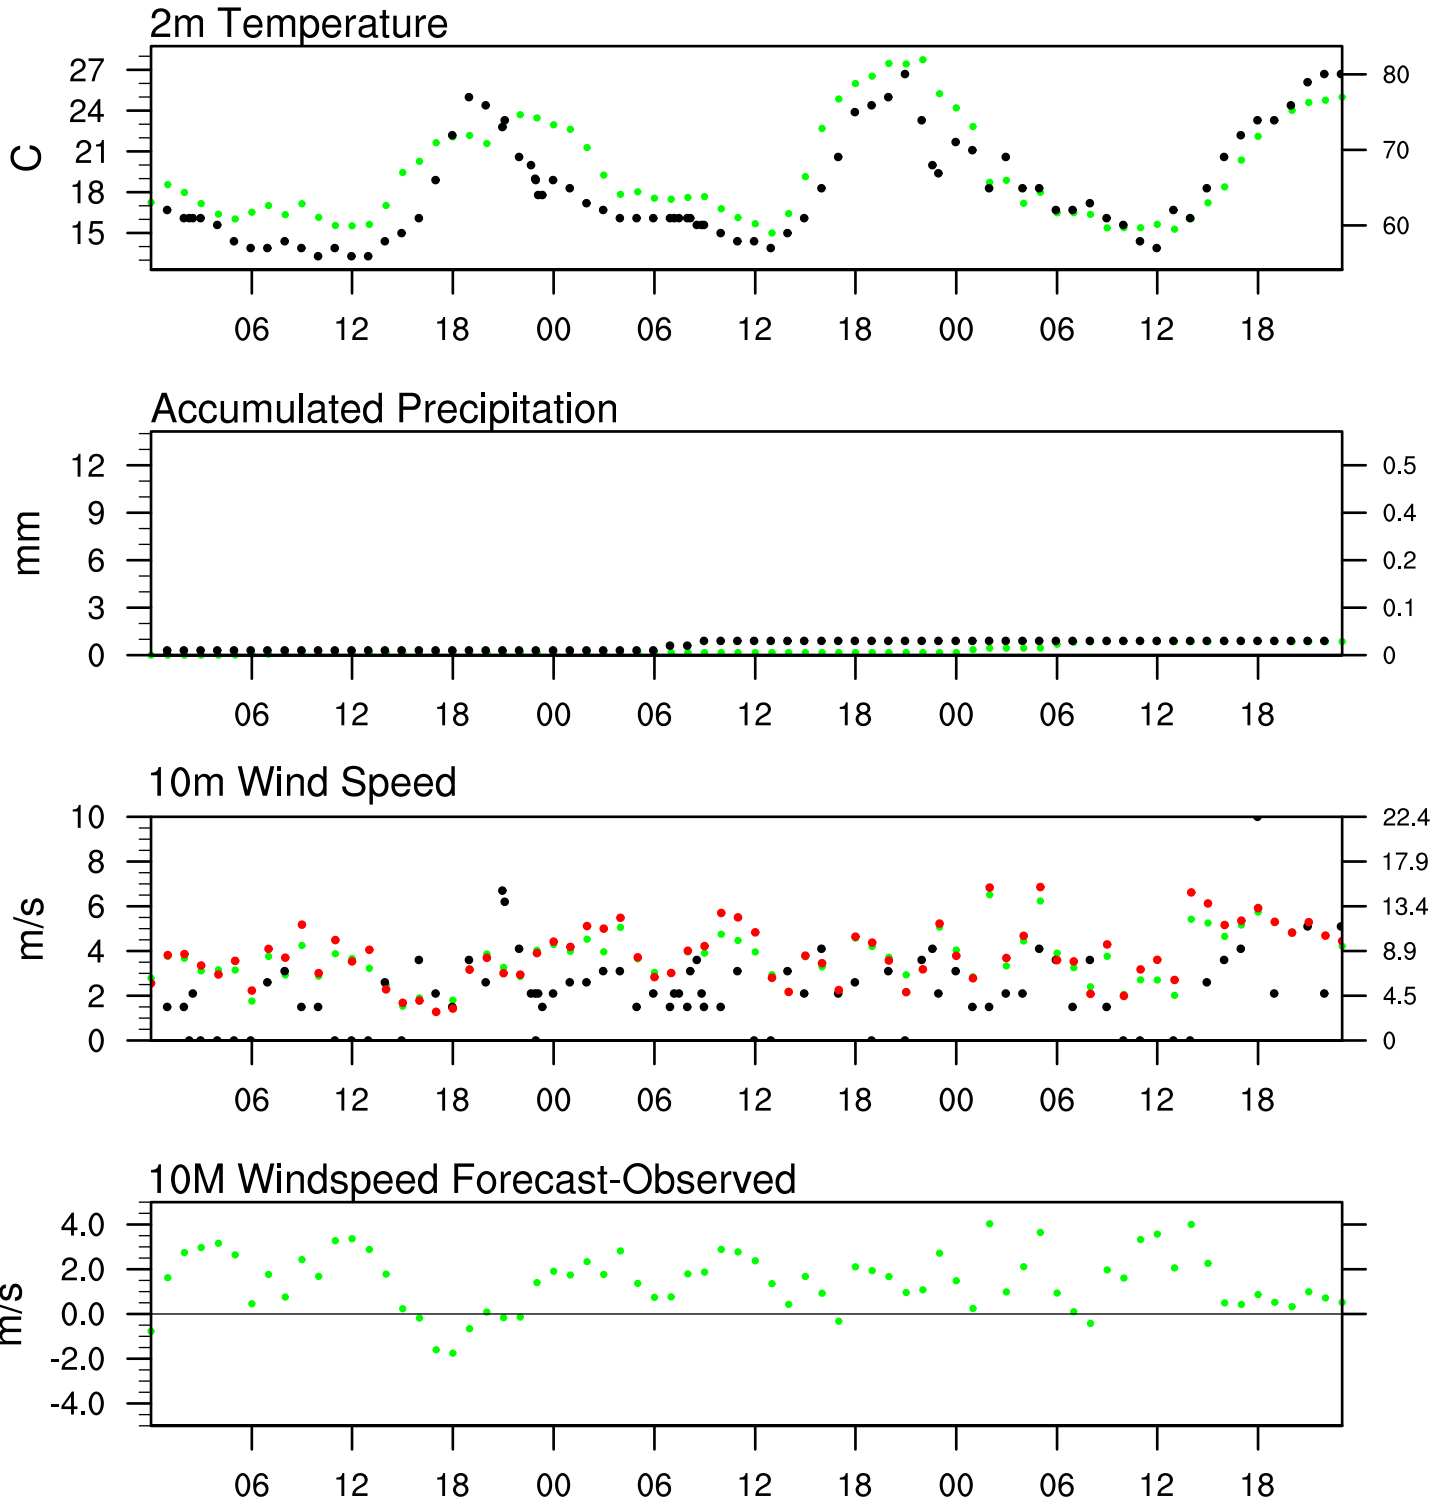 2m Temperature
27 80
24
C 21 70
18
15 60
06 12 18 00 06 12 18 00 06 12 18
Accumulated Precipitation
12 0.5
9 0.4
mm 6 0.2
3 0.1
0 0
06 12 18 00 06 12 18 00 06 12 18
10m Wind Speed
10 22.4
8 17.9
m/s 6 13.4
4 8.9
2 4.5
0 0
06 12 18 00 06 12 18 00 06 12 18
10M Windspeed Forecast-Observed
4.0
2.0
m/s 0.0
-2.0
-4.0
06 12 18 00 06 12 18 00 06 12 18